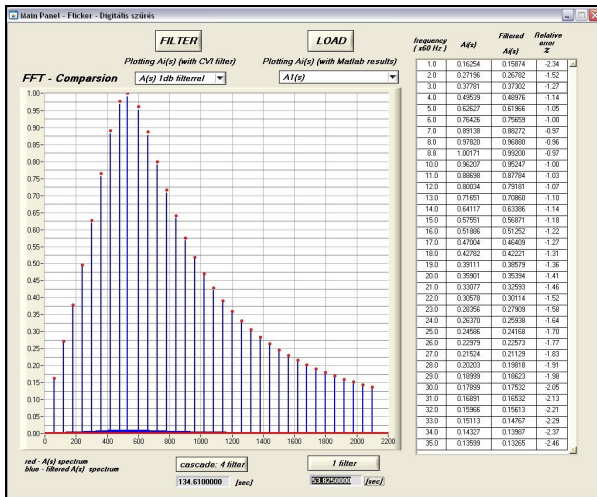 Main Panel - Flicker - Digitális szűrés
FILTER
LOAD
Plotting Ai(s) (with CVI filter)
Plotting Ai(s) (with Matlab results)
FFT - Comparsion
A(s) 1db filterrel
A1(s)
1.00
0.95
0.90
0.85
0.80
0.75
0.70
0.65
0.60
0.55
0.50
0.45
0.40
0.35
0.30
0.25
0.20
0.15
0.10
0.05
0.00
0 200 400 600 800 1000 1200 1400 1600 1800 2000 2200
red - A(s) spectrum
blue - filtered A(s) spectrum
cascade: 4 filter
1 filter
134.6100000 [sec]
53.8250000 [sec]
frequency (x60 Hz) Ai(s) Filtered Ai(s) Relative error %
1.0 0.16254 0.15874 -2.34
2.0 0.27196 0.26782 -1.52
3.0 0.37781 0.37302 -1.27
4.0 0.49539 0.48976 -1.14
5.0 0.62627 0.61966 -1.05
6.0 0.76426 0.75659 -1.00
7.0 0.89138 0.88272 -0.97
8.0 0.97820 0.96880 -0.96
8.8 1.00171 0.99200 -0.97
10.0 0.96207 0.95247 -1.00
11.0 0.88698 0.87784 -1.03
12.0 0.80034 0.79181 -1.07
13.0 0.71651 0.70860 -1.10
14.0 0.64117 0.63386 -1.14
15.0 0.57551 0.56871 -1.18
16.0 0.51886 0.51252 -1.22
17.0 0.47004 0.46409 -1.27
18.0 0.42782 0.42221 -1.31
19.0 0.39111 0.38579 -1.36
20.0 0.35901 0.35394 -1.41
21.0 0.33077 0.32593 -1.46
22.0 0.30578 0.30114 -1.52
23.0 0.28356 0.27909 -1.58
24.0 0.26370 0.25938 -1.64
25.0 0.24586 0.24168 -1.70
26.0 0.22979 0.22573 -1.77
27.0 0.21524 0.21129 -1.83
28.0 0.20203 0.19818 -1.91
29.0 0.18999 0.18623 -1.98
30.0 0.17899 0.17532 -2.05
31.0 0.16891 0.16532 -2.13
32.0 0.15966 0.15613 -2.21
33.0 0.15113 0.14767 -2.29
34.0 0.14327 0.13987 -2.37
35.0 0.13599 0.13265 -2.46